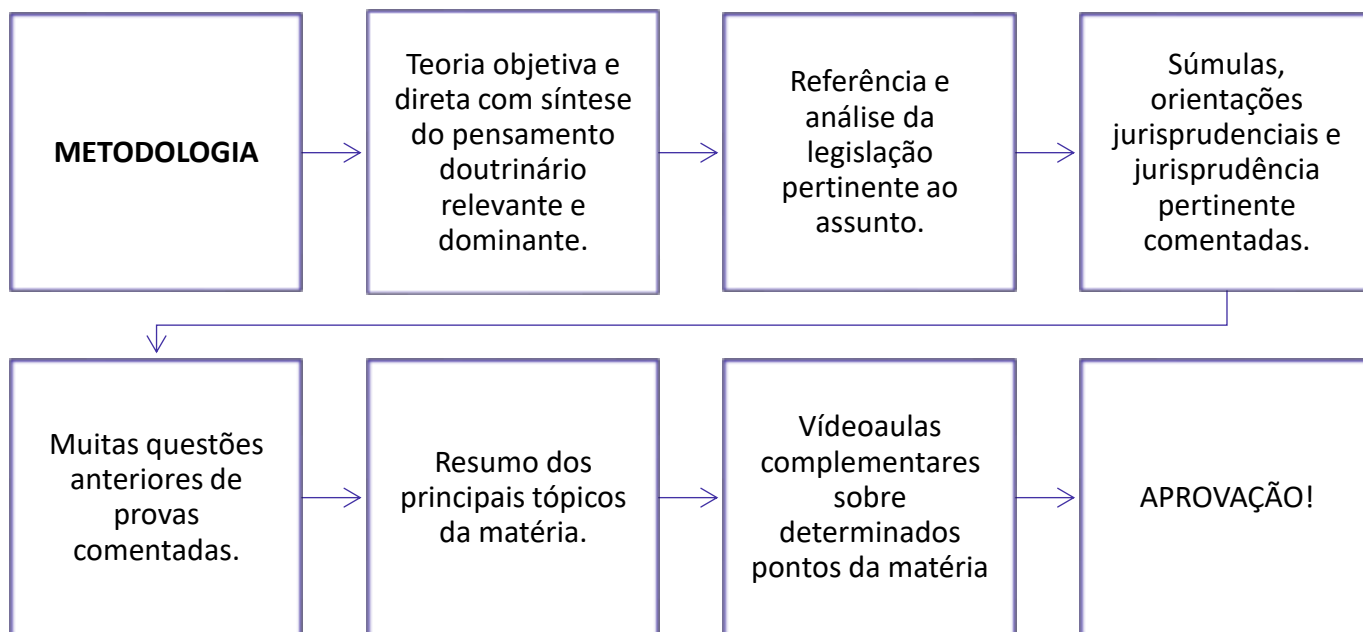 METODOLOGIA
Teoria objetiva e
direta com síntese
do pensamento
doutrinário
relevante e
dominante.
Referência e
análise da
legislação
pertinente ao
assunto.
Súmulas,
orientações
jurisprudenciais e
jurisprudência
pertinente
comentadas.
Muitas questões
anteriores de
provas
comentadas.
Resumo dos
principais tópicos
da matéria.
Vídeoaulas
complementares
sobre
determinados
pontos da matéria
APROVAÇÃO!